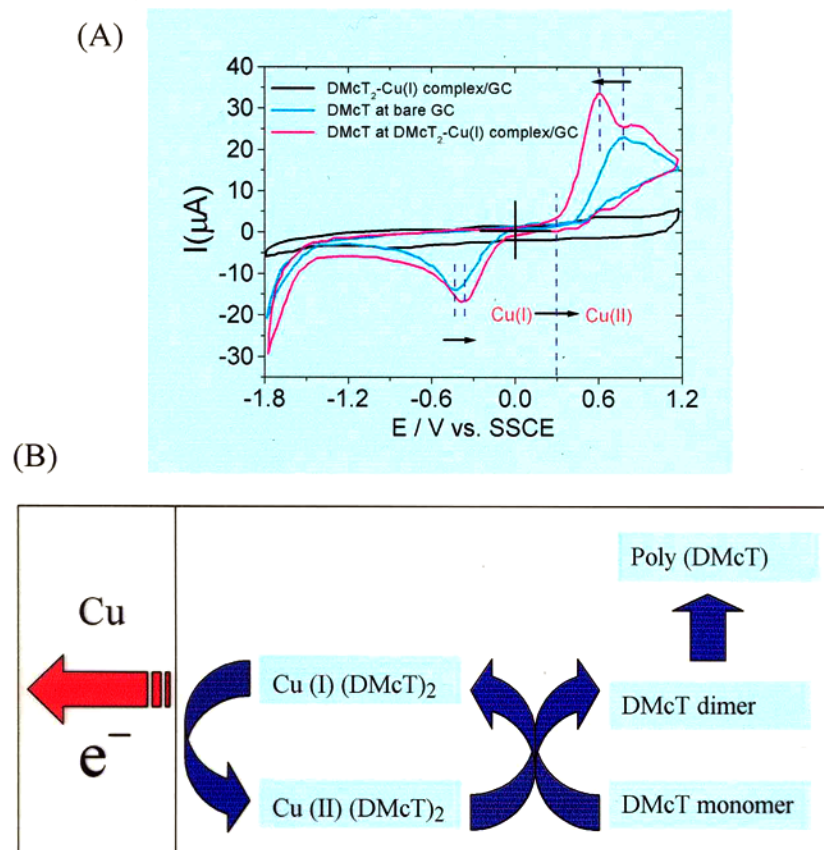 (A)
40
30
20
10
0
-10
-20
-30
I(μA)
DMcT₂-Cu(I) complex/GC
DMcT at bare GC
DMcT at DMcT₂-Cu(I) complex/GC
Cu(I)
Cu(II)
-1.8 -1.2 -0.6 0.0 0.6 1.2
E / V vs. SSCE
(B)
Poly (DMcT)
Cu
Cu (I) (DMcT)₂
DMcT dimer
e⁻
Cu (II) (DMcT)₂
DMcT monomer